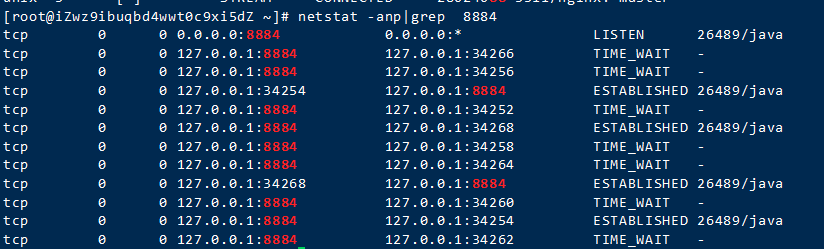 [root@iZwz9ibuqbd4wwt0c9xi5dZ ~]# netstat -anp|grep  8884
tcp        0      0 0.0.0.0:8884            0.0.0.0:*               LISTEN      26489/java
tcp        0      0 127.0.0.1:8884          127.0.0.1:34266         TIME_WAIT   -
tcp        0      0 127.0.0.1:8884          127.0.0.1:34256         TIME_WAIT   -
tcp        0      0 127.0.0.1:34254         127.0.0.1:8884          ESTABLISHED 26489/java
tcp        0      0 127.0.0.1:8884          127.0.0.1:34252         TIME_WAIT   -
tcp        0      0 127.0.0.1:8884          127.0.0.1:34268         ESTABLISHED 26489/java
tcp        0      0 127.0.0.1:8884          127.0.0.1:34258         TIME_WAIT   -
tcp        0      0 127.0.0.1:8884          127.0.0.1:34264         TIME_WAIT   -
tcp        0      0 127.0.0.1:34268         127.0.0.1:8884          ESTABLISHED 26489/java
tcp        0      0 127.0.0.1:8884          127.0.0.1:34260         TIME_WAIT   -
tcp        0      0 127.0.0.1:8884          127.0.0.1:34254         ESTABLISHED 26489/java
tcp        0      0 127.0.0.1:8884          127.0.0.1:34262         TIME_WAIT   -